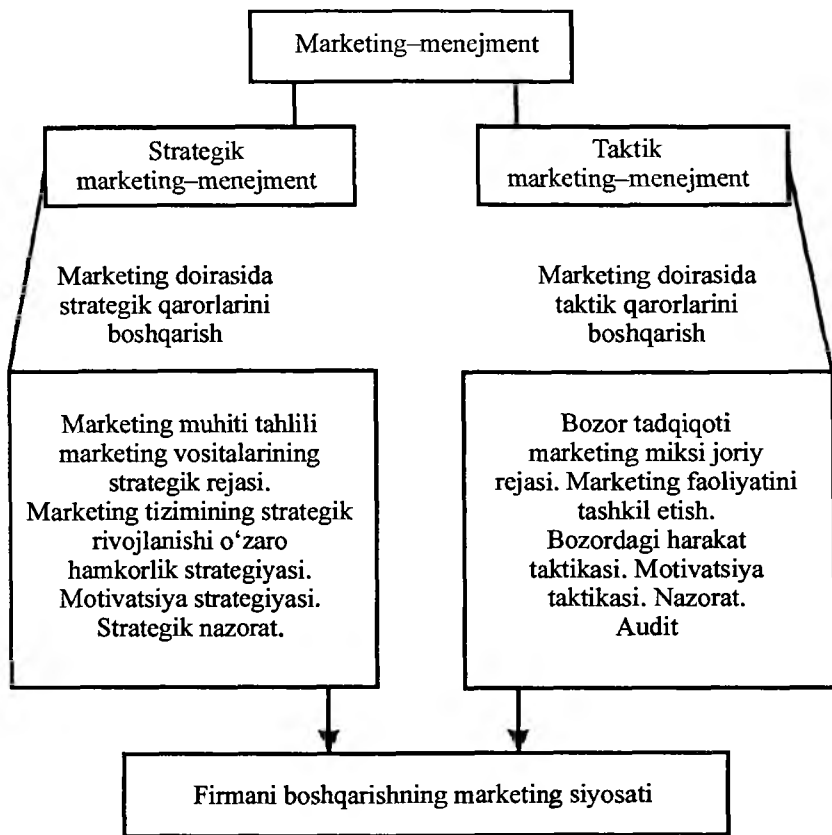 Marketing–menejment
Strategik
marketing–menejment
Taktik
marketing–menejment
Marketing doirasida
strategik qarorlarini
boshqarish
Marketing doirasida
taktik qarorlarini
boshqarish
Marketing muhiti tahlili
marketing vositalarining
strategik rejasi.
Marketing tizimining strategik
rivojlanishi o‘zaro
hamkorlik strategiyasi.
Motivatsiya strategiyasi.
Strategik nazorat.
Bozor tadqiqoti
marketing miksi joriy
rejasi. Marketing faoliyatini
tashkil etish.
Bozordagi harakat
taktikasi. Motivatsiya
taktikasi. Nazorat.
Audit
Firmani boshqarishning marketing siyosati